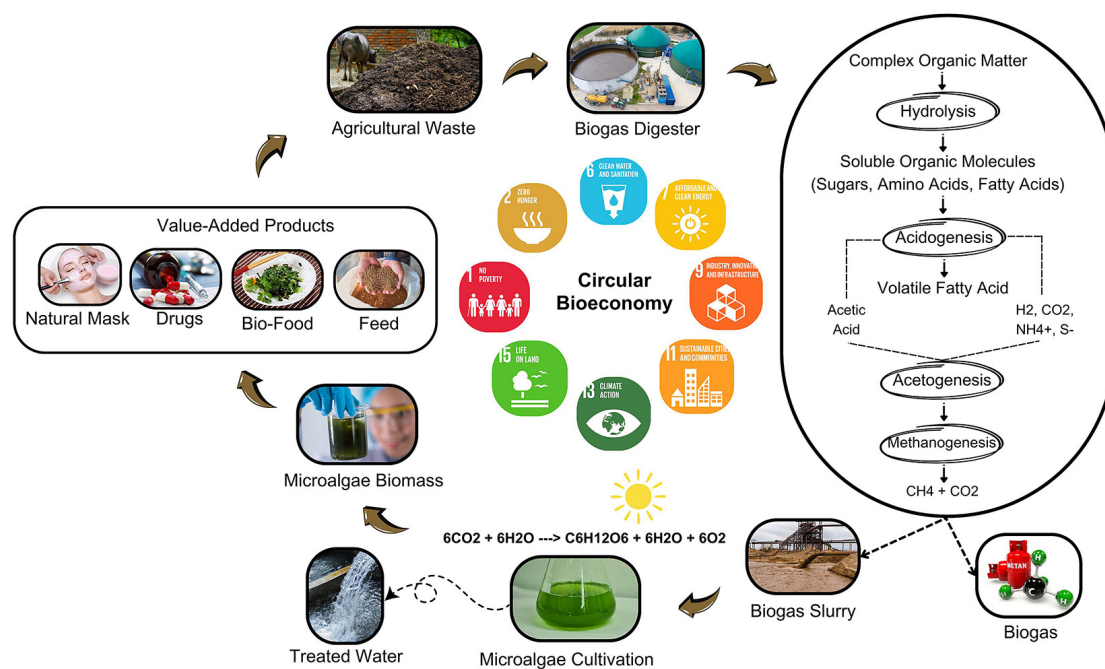 Agricultural Waste
Biogas Digester
Complex Organic Matter
Hydrolysis
Soluble Organic Molecules
(Sugars, Amino Acids, Fatty Acids)
Acidogenesis
Volatile Fatty Acid
Acetic
Acid
H2, CO2,
NH4+, S-
Acetogenesis
Methanogenesis
CH4 + CO2
Value-Added Products
Natural Mask
Drugs
Bio-Food
Feed
6 CLEAN WATER
AND SANITATION
2 ZERO
HUNGER
7 AFFORDABLE AND
CLEAN ENERGY
1 NO
POVERTY
Circular
Bioeconomy
9 INDUSTRY, INNOVATION
AND INFRASTRUCTURE
15 LIFE
ON LAND
11 SUSTAINABLE CITIES
AND COMMUNITIES
13 CLIMATE
ACTION
Microalgae Biomass
6CO2 + 6H2O ---> C6H12O6 + 6H2O + 6O2
Treated Water
Microalgae Cultivation
Biogas Slurry
METAN
H
H
C
H
H
Biogas